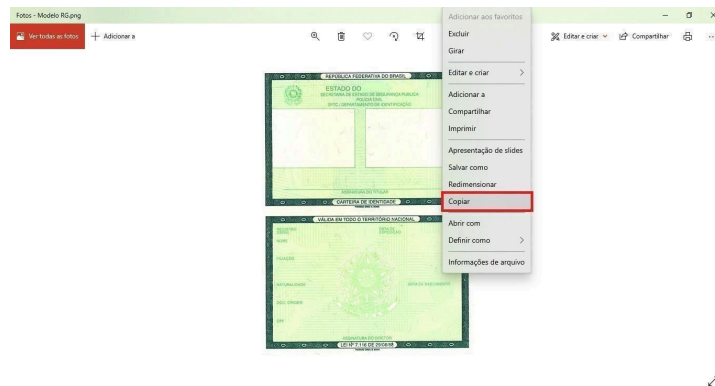 Fotos - Modelo RG.png
Ver todas as fotos
Adicionar a
Editar e criar
Compartilhar
Adicionar aos favoritos
Excluir
Girar
Editar e criar
Adicionar a
Compartilhar
Imprimir
Apresentação de slides
Salvar como
Redimensionar
Copiar
Abrir com
Definir como
Informações de arquivo
REPÚBLICA FEDERATIVA DO BRASIL
ESTADO DO
SECRETARIA DE ESTADO DE SEGURANÇA PÚBLICA
POLÍCIA CIVIL
ASSINATURA DO TITULAR
CARTEIRA DE IDENTIDADE
VÁLIDA EM TODO O TERRITÓRIO NACIONAL
REGISTRO
GERAL
DATA DE
EXPEDIÇÃO
NOME
FILIAÇÃO
NATURALIDADE
DATA DE NASCIMENTO
DOC. ORIGEM
CPF
ASSINATURA DO DIRETOR
LEI Nº 7.116 DE 29/08/83